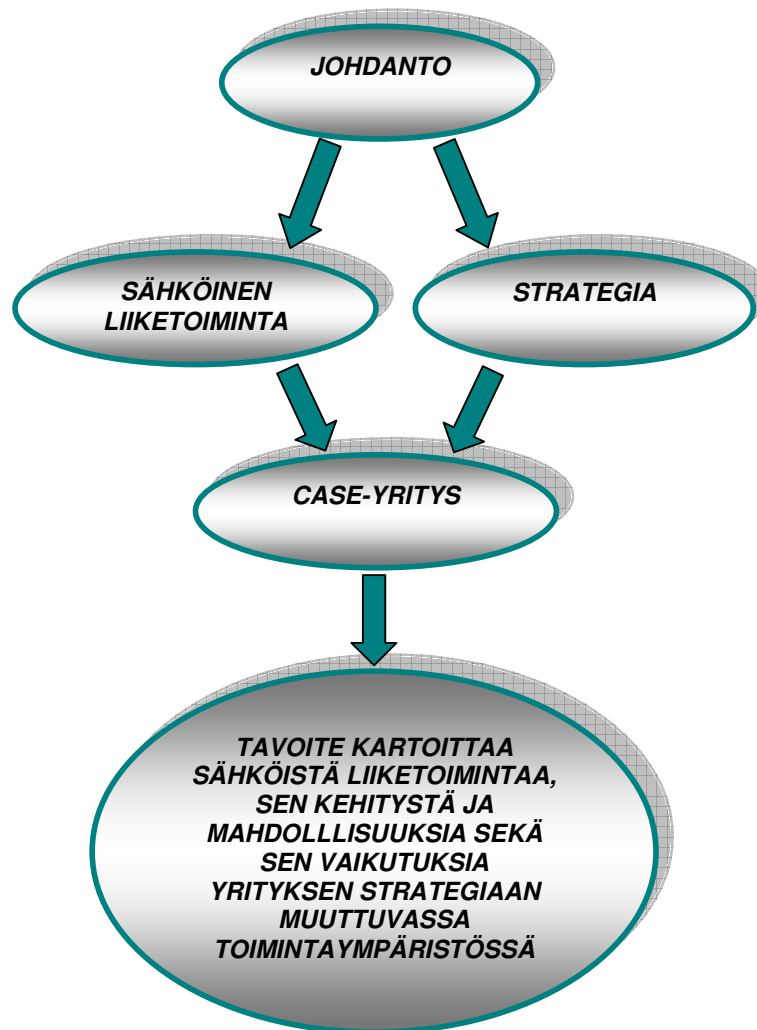 JOHDANTO
SÄHKÖINEN
LIIKETOIMINTA
STRATEGIA
CASE-YRITYS
TAVOITE KARTOITTAA
SÄHKÖISTÄ LIIKETOIMINTAA,
SEN KEHITYSTÄ JA
MAHDOLLLISUUKSIA SEKÄ
SEN VAIKUTUKSIA
YRITYKSEN STRATEGIAAN
MUUTTUVASSA
TOIMINTAYMPÄRISTÖSSÄ